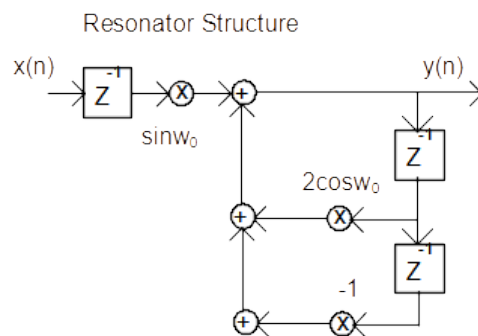 Resonator Structure
x(n)
y(n)
Z⁻¹
X
+
sinw₀
Z⁻¹
2cosw₀
+
X
Z⁻¹
-1
+
X